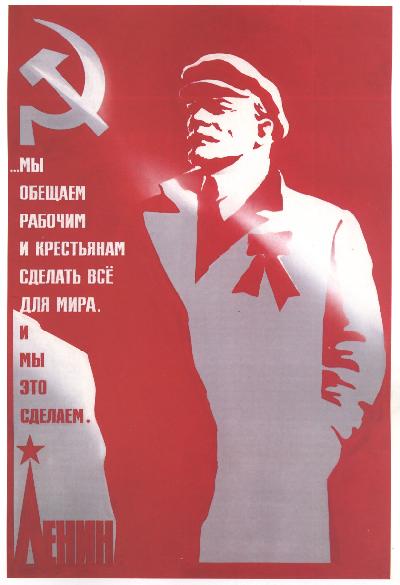 ...МЫ
ОБЕЩАЕМ
РАБОЧИМ
И КРЕСТЬЯНАМ
СДЕЛАТЬ ВСЁ
ДЛЯ МИРА.
И
МЫ
ЭТО
СДЕЛАЕМ.
ЛЕНИН